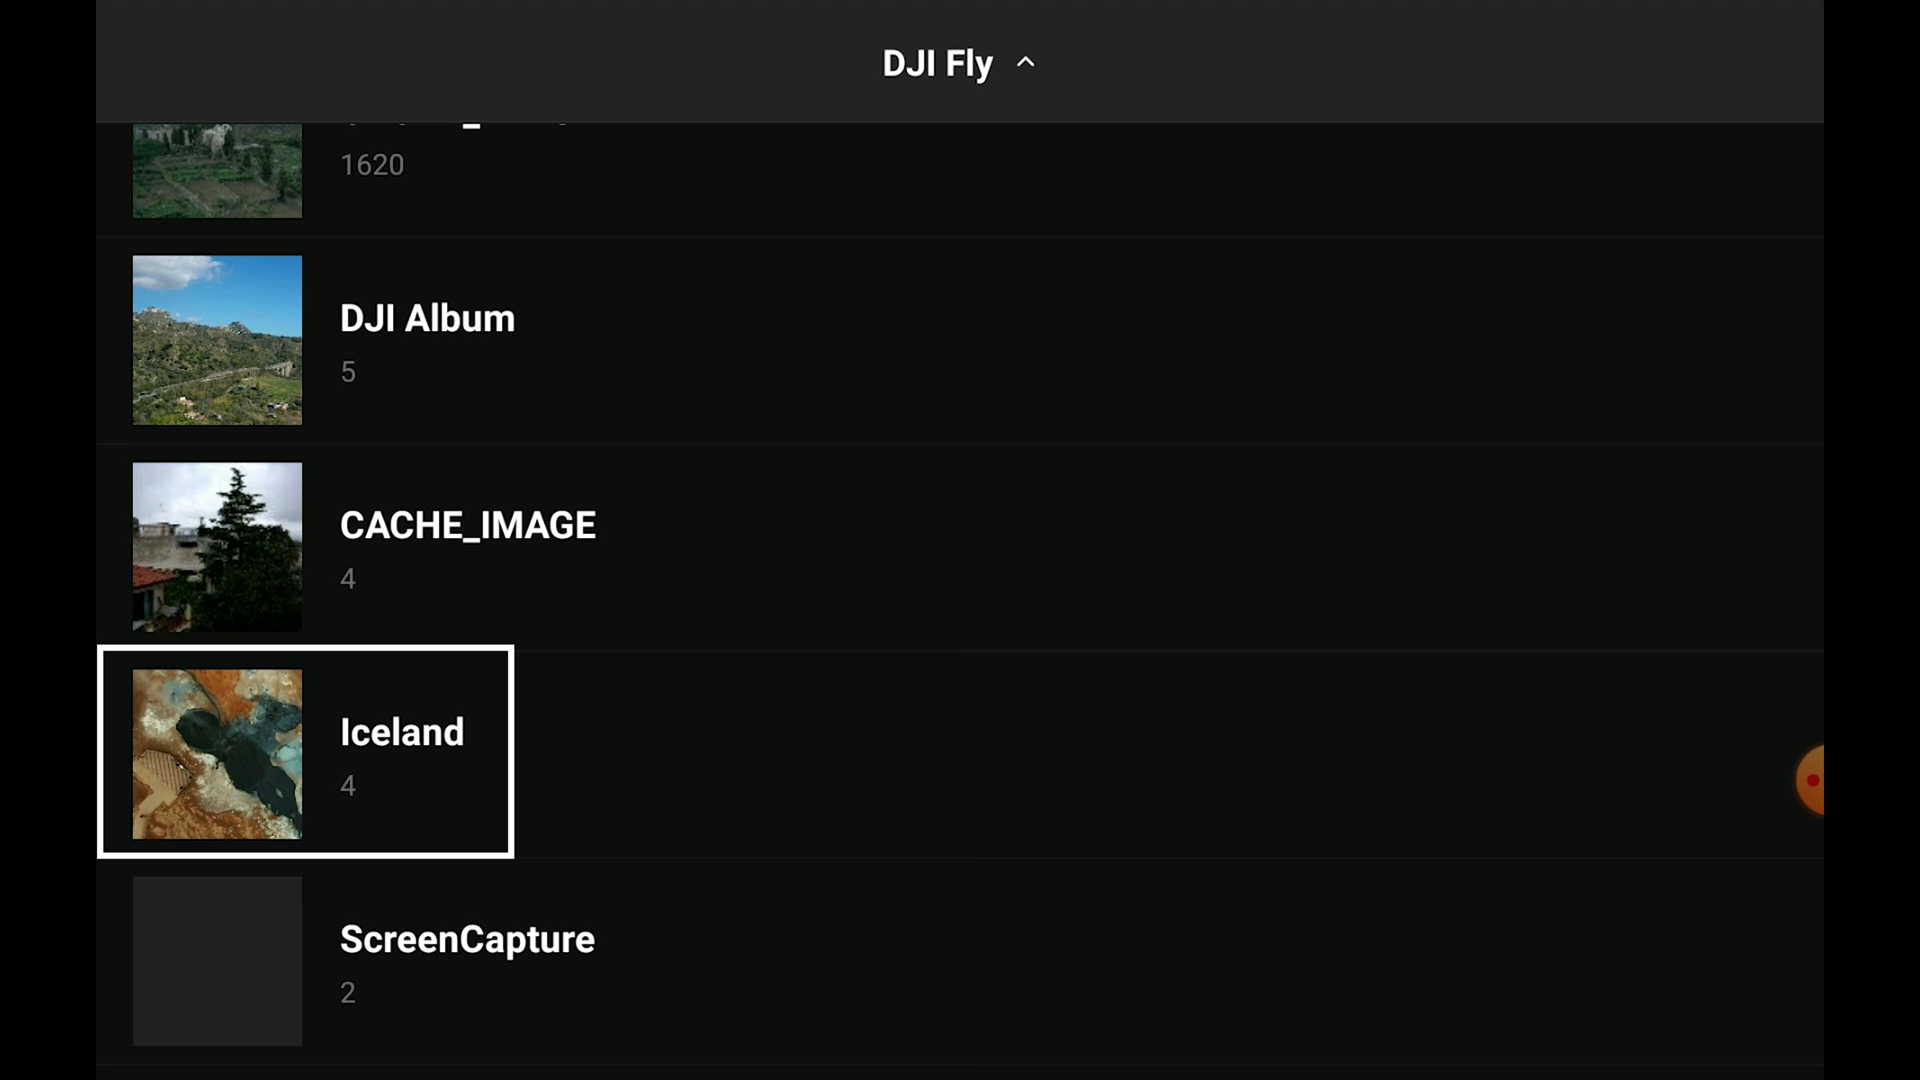 DJI Fly
1620
DJI Album
5
CACHE_IMAGE
4
Iceland
4
ScreenCapture
2